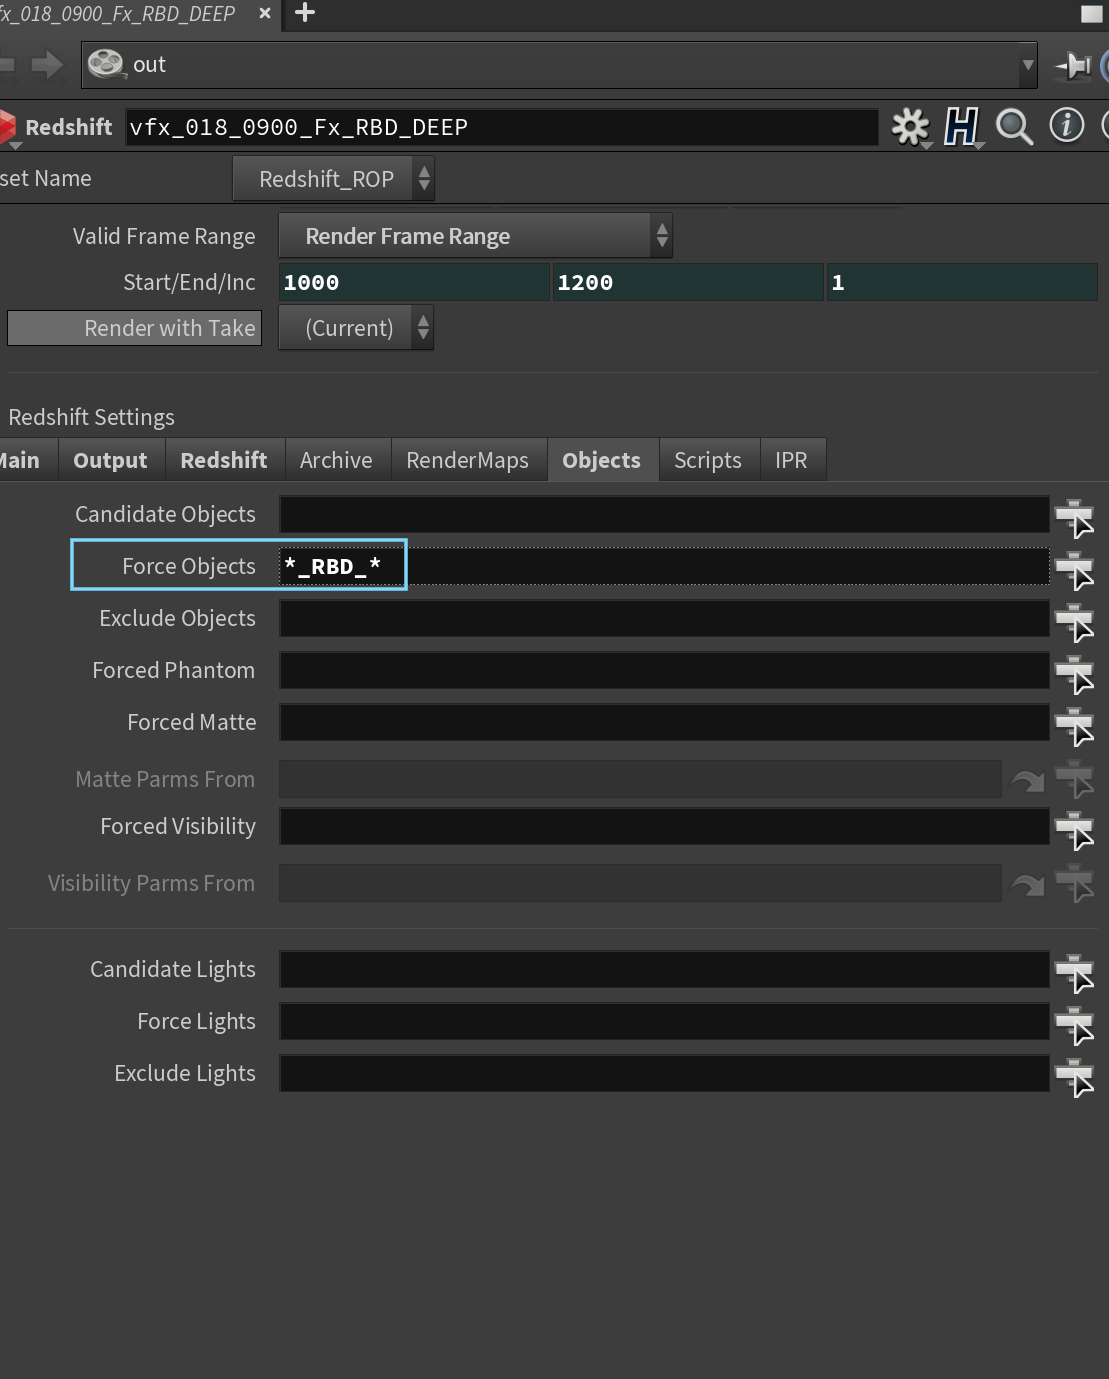 fx_018_0900_Fx_RBD_DEEP
out
Redshift vfx_018_0900_Fx_RBD_DEEP
set Name Redshift_ROP
Valid Frame Range Render Frame Range
Start/End/Inc 1000 1200 1
Render with Take (Current)
Redshift Settings
Main Output Redshift Archive RenderMaps Objects Scripts IPR
Candidate Objects
Force Objects *_RBD_*
Exclude Objects
Forced Phantom
Forced Matte
Matte Parms From
Forced Visibility
Visibility Parms From
Candidate Lights
Force Lights
Exclude Lights